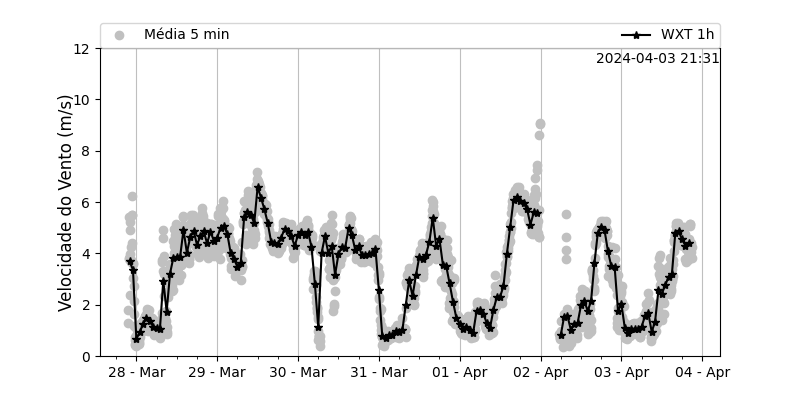 Média 5 min
WXT 1h
2024-04-03 21:31
Velocidade do Vento (m/s)
12
10
8
6
4
2
0
28 - Mar
29 - Mar
30 - Mar
31 - Mar
01 - Apr
02 - Apr
03 - Apr
04 - Apr